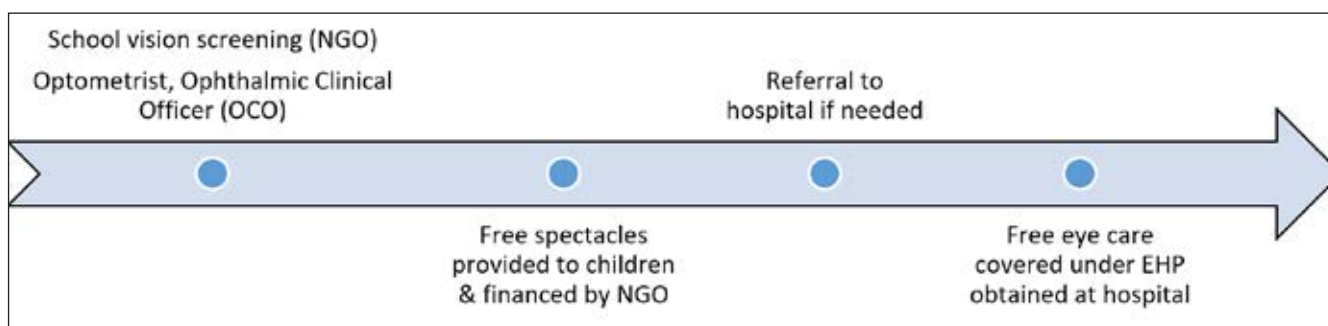 School vision screening (NGO)
Optometrist, Ophthalmic Clinical
Officer (OCO)
Free spectacles
provided to children
& financed by NGO
Referral to
hospital if needed
Free eye care
covered under EHP
obtained at hospital